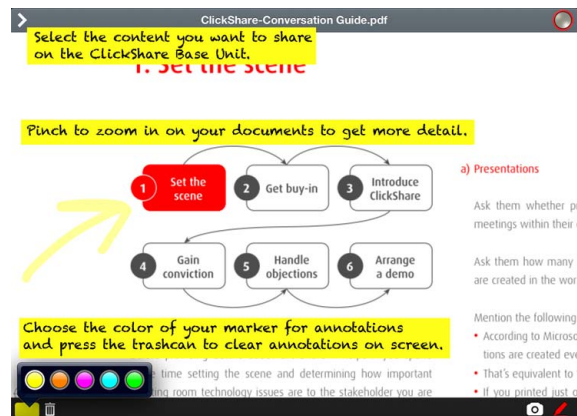 ClickShare-Conversation Guide.pdf
Select the content you want to share
on the ClickShare Base Unit.
1. Set the scene
Pinch to zoom in on your documents to get more detail.
1 Set the
scene
2 Get buy-in
3 Introduce
ClickShare
4 Gain
conviction
5 Handle
objections
6 Arrange
a demo
a) Presentations
Ask them whether
meetings within their
Ask them how many
are created in the
Mention the following
• According to
tions are created
• That's equivalent to
• If you printed just
Choose the color of your marker for annotations
and press the trashcan to clear annotations on screen.
time setting the scene and determining how important
room technology issues are to the stakeholder you are